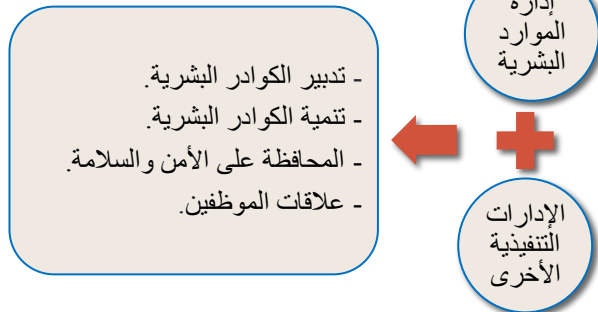 إدارة
الموارد
البشرية
- تدبير الكوادر البشرية.
- تنمية الكوادر البشرية.
- المحافظة على الأمن والسلامة.
- علاقات الموظفين.
الإدارات
التنفيذية
الأخرى